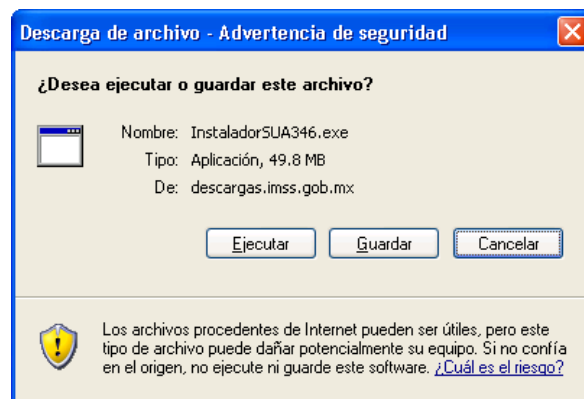 Descarga de archivo - Advertencia de seguridad
¿Desea ejecutar o guardar este archivo?
Nombre: InstaladorSUA346.exe
Tipo: Aplicación, 49.8 MB
De: descargas.imss.gob.mx
Ejecutar Guardar Cancelar
Los archivos procedentes de Internet pueden ser útiles, pero este
tipo de archivo puede dañar potencialmente su equipo. Si no confía
en el origen, no ejecute ni guarde este software. ¿Cuál es el riesgo?